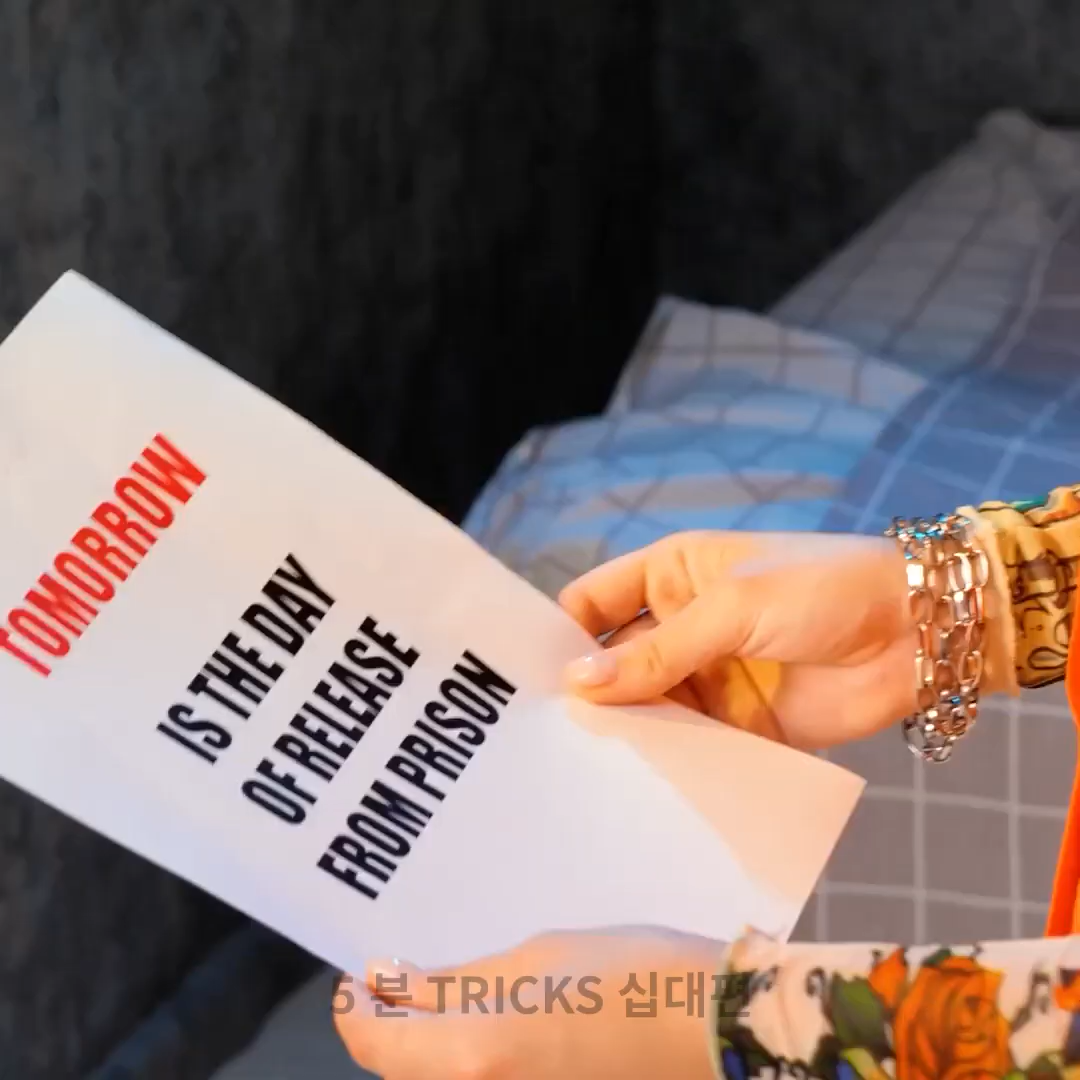 TOMORROW
IS THE DAY
OF RELEASE
FROM PRISON
5 분 TRICKS 십대편